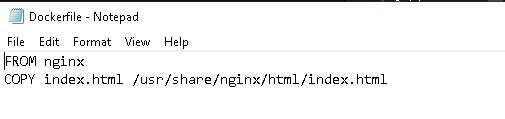 Dockerfile - Notepad
File Edit Format View Help
FROM nginx
COPY index.html /usr/share/nginx/html/index.html